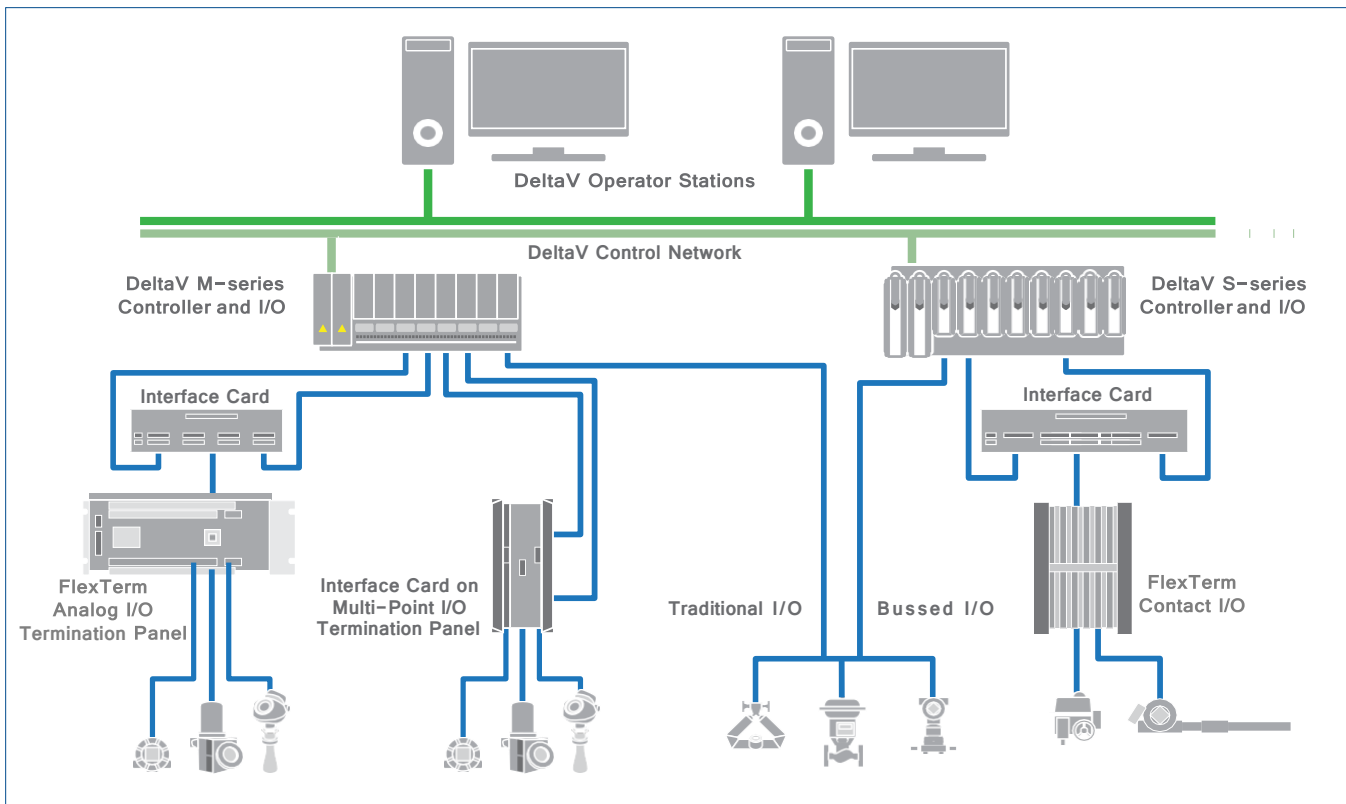 DeltaV Operator Stations
DeltaV Control Network
DeltaV M-series
Controller and I/O
DeltaV S-series
Controller and I/O
Interface Card
Interface Card
FlexTerm
Analog I/O
Termination Panel
Interface Card on
Multi-Point I/O
Termination Panel
Traditional I/O
Bussed I/O
FlexTerm
Contact I/O